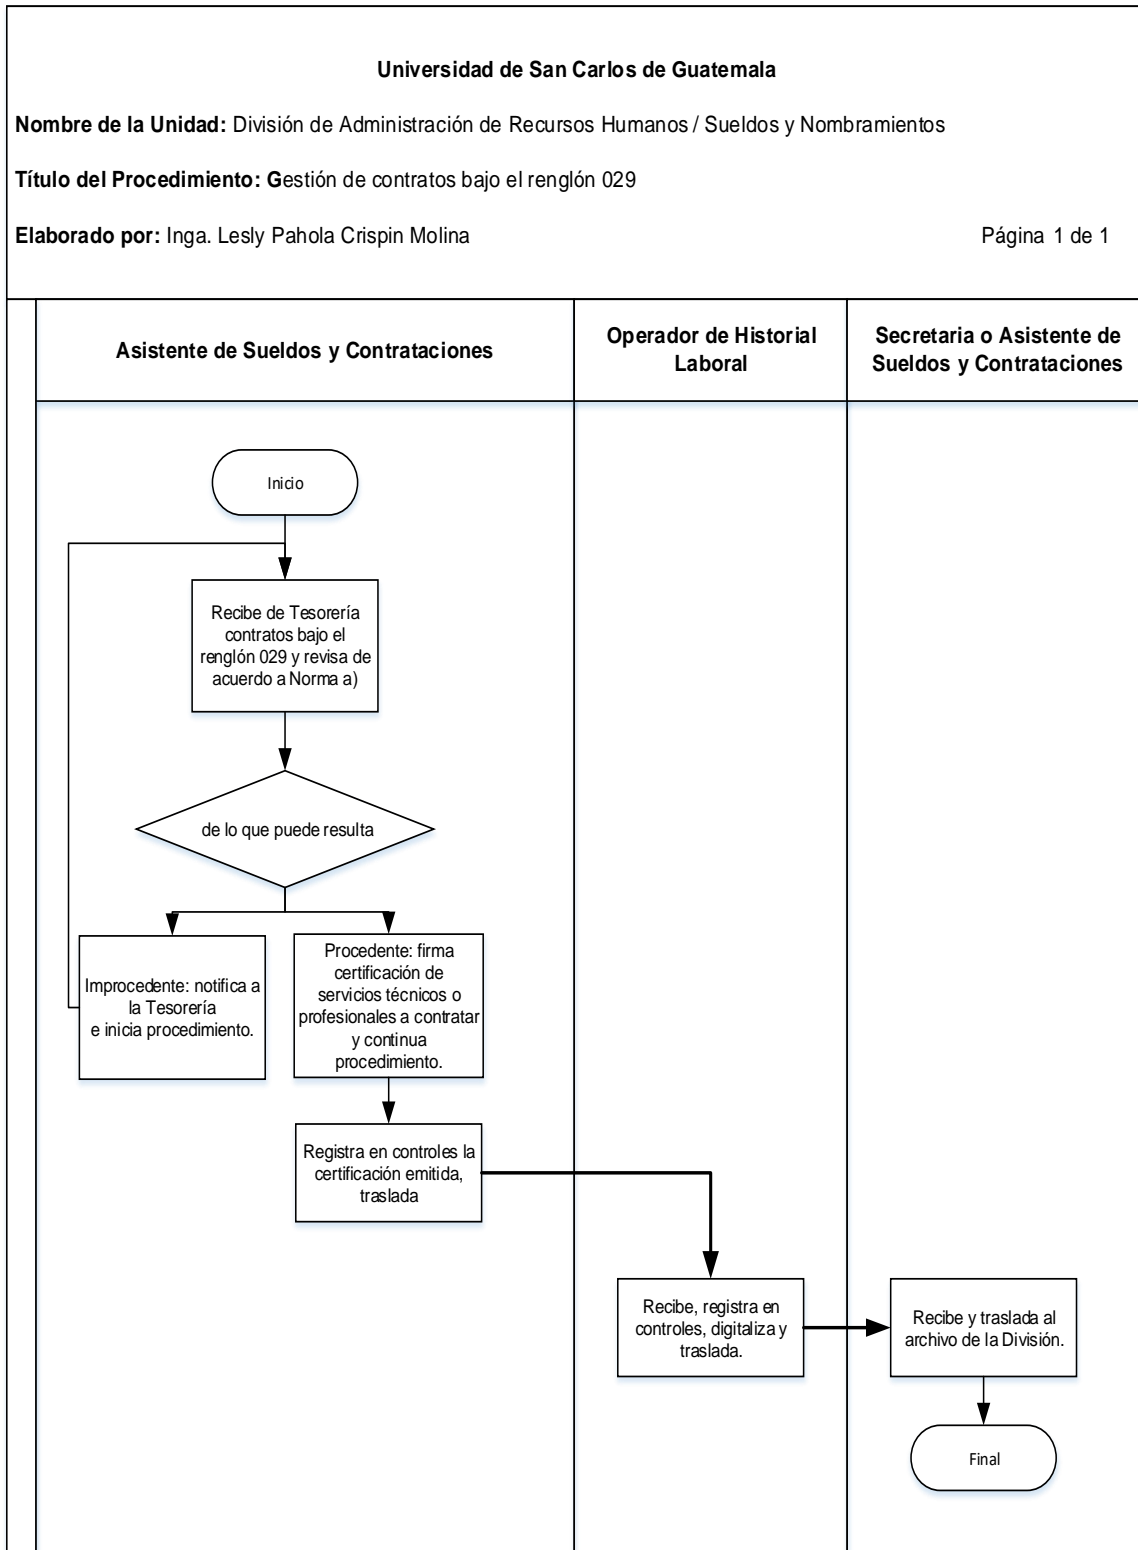 Universidad de San Carlos de Guatemala
Nombre de la Unidad: División de Administración de Recursos Humanos / Sueldos y Nombramientos
Título del Procedimiento: Gestión de contratos bajo el renglón 029
Elaborado por: Inga. Lesly Pahola Crispin Molina
Página 1 de 1
Asistente de Sueldos y Contrataciones
Operador de Historial
Laboral
Secretaria o Asistente de
Sueldos y Contrataciones
Inicio
Recibe de Tesorería
contratos bajo el
renglón 029 y revisa de
acuerdo a Norma a)
de lo que puede resulta
Improcedente: notifica a
la Tesorería
e inicia procedimiento.
Procedente: firma
certificación de
servicios técnicos o
profesionales a contratar
y continua
procedimiento.
Registra en controles la
certificación emitida,
traslada
Recibe, registra en
controles, digitaliza y
traslada.
Recibe y traslada al
archivo de la División.
Final